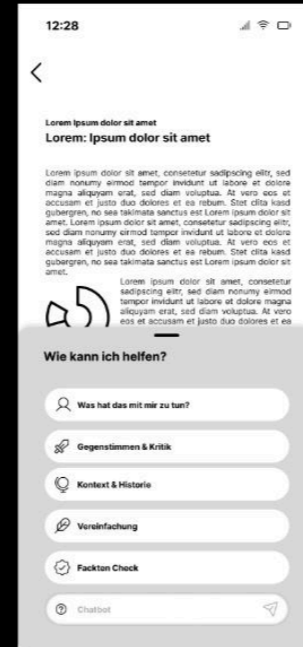 12:28
Lorem Ipsum dolor sit amet
Lorem: Ipsum dolor sit amet
Lorem ipsum dolor sit amet, consetetur sadipscing elitr, sed
diam nonumy eirmod tempor invidunt ut labore et dolore
magna aliquyam erat, sed diam voluptua. At vero eos et
accusam et justo duo dolores et ea rebum. Stet clita kasd
gubergren, no sea takimata sanctus est Lorem ipsum dolor sit
amet. Lorem ipsum dolor sit amet, consetetur sadipscing elitr,
sed diam nonumy eirmod tempor invidunt ut labore et dolore
magna aliquyam erat, sed diam voluptua. At vero eos et
accusam et justo duo dolores et ea rebum. Stet clita kasd
gubergren, no sea takimata sanctus est Lorem ipsum dolor sit
amet.
Lorem ipsum dolor sit amet, consetetur
sadipscing elitr, sed diam nonumy eirmod
tempor invidunt ut labore et dolore magna
aliquyam erat, sed diam voluptua. At vero
eos et accusam et justo duo dolores et ea
Wie kann ich helfen?
Was hat das mit mir zu tun?
Gegenstimmen & Kritik
Kontext & Historie
Vereinfachung
Fackten Check
Chatbot